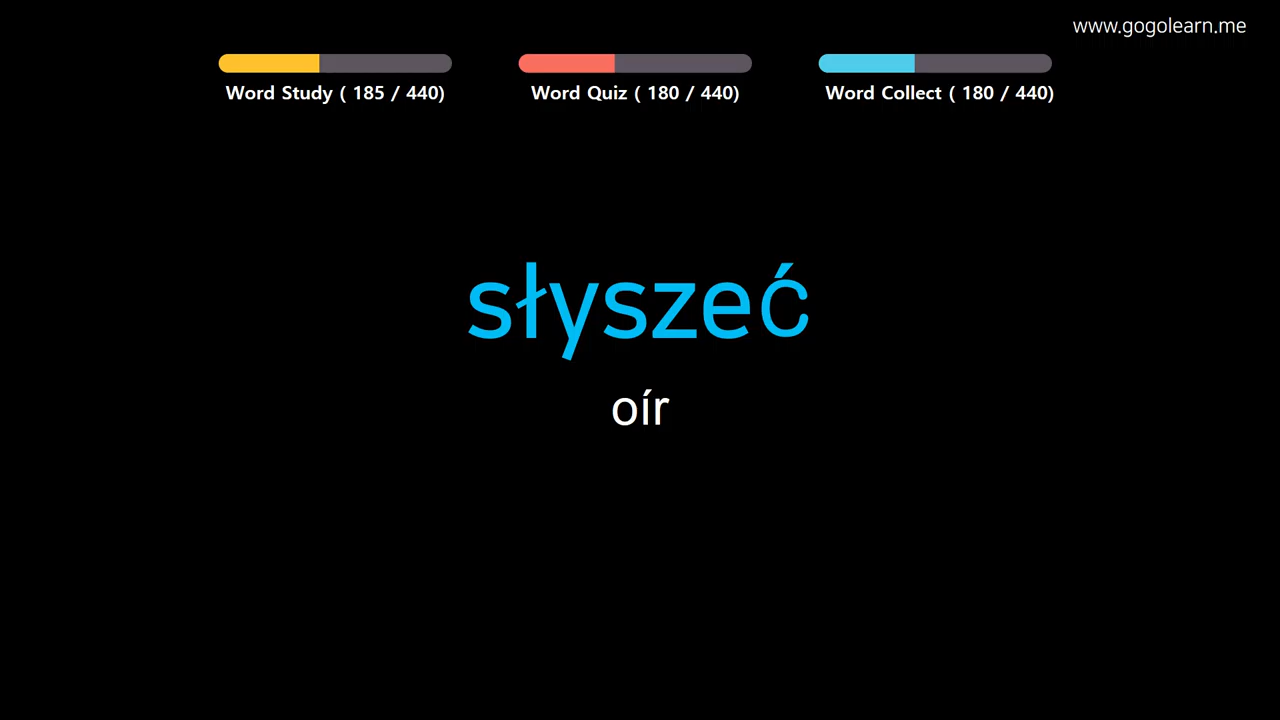 www.gogolearn.me
Word Study ( 185 / 440)
Word Quiz ( 180 / 440)
Word Collect ( 180 / 440)
słyszeć
oír